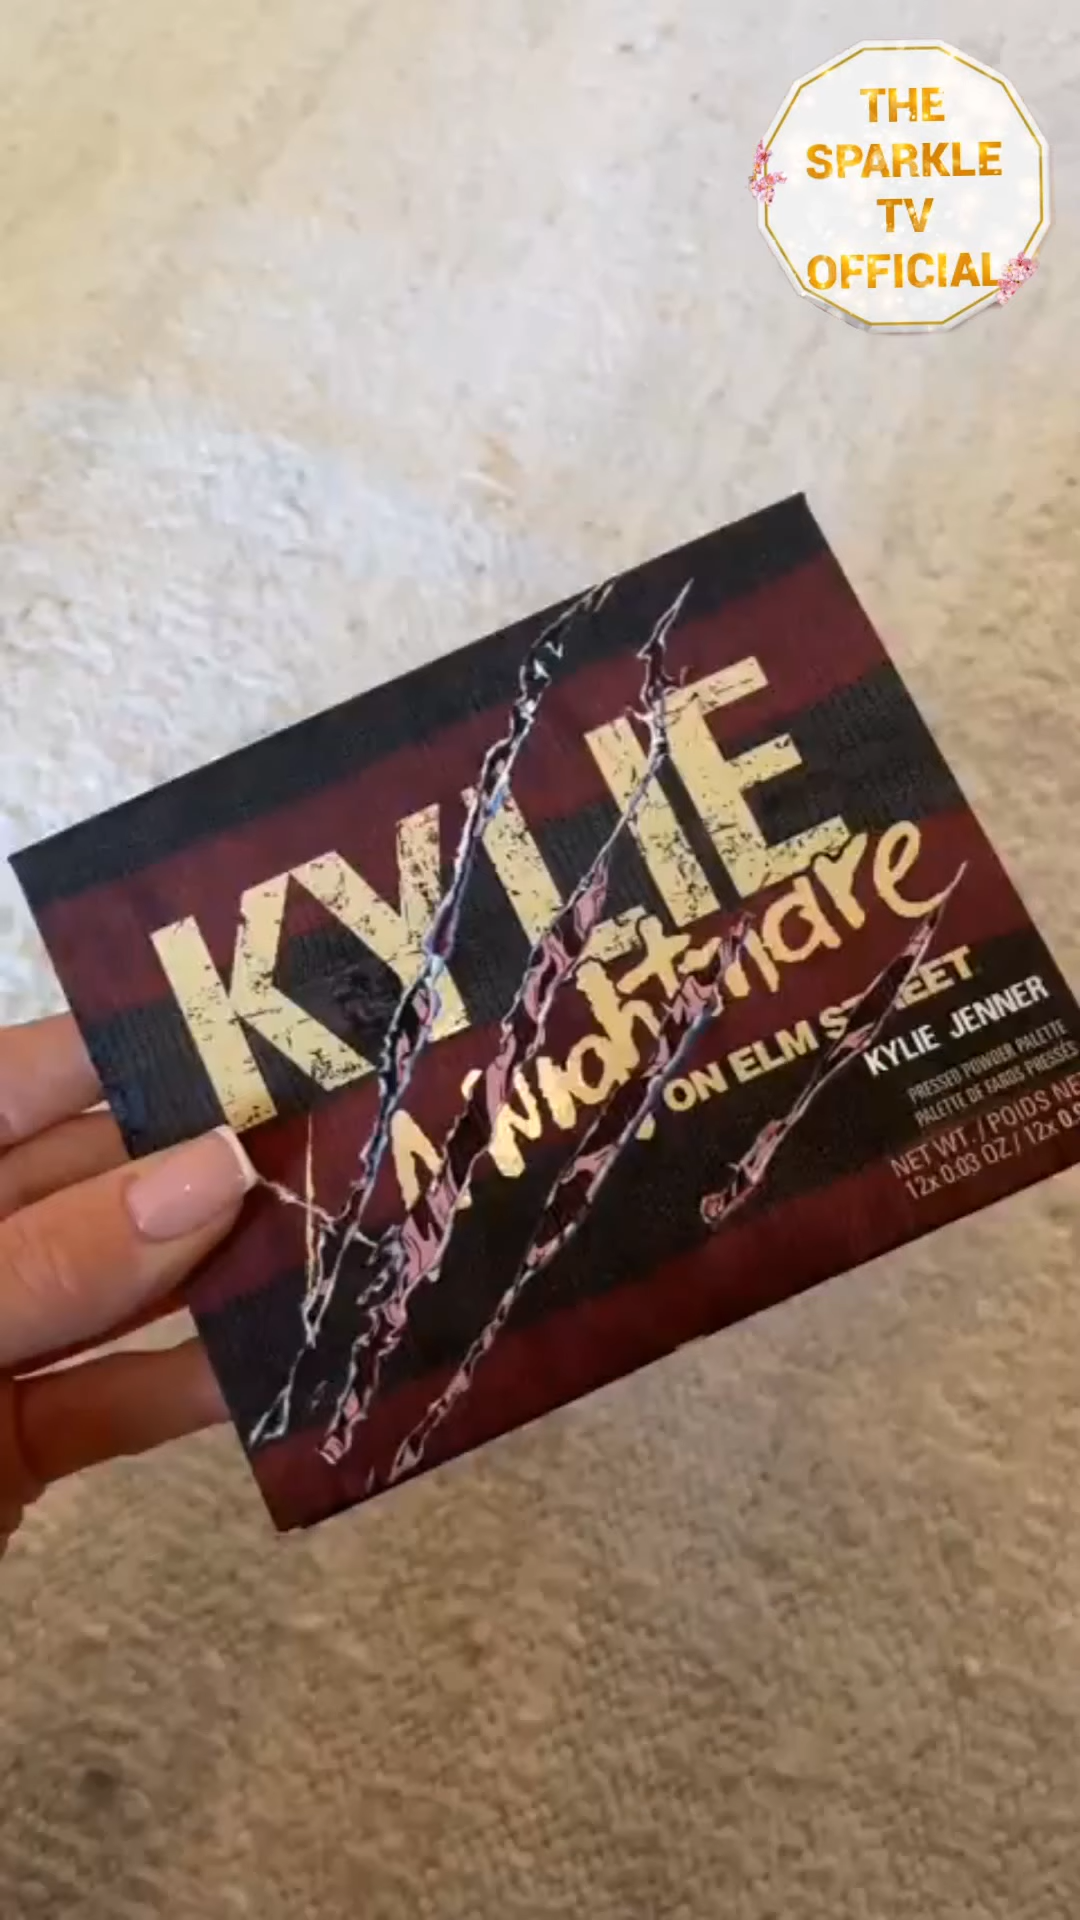 THE
SPARKLE
TV
OFFICIAL
KYLIE
A Nightmare
ON ELM STREET
KYLIE JENNER
PRESSED POWDER PALETTE
PALETTE DE FARDS PRESSÉS
NET WT. / POIDS NE
12x 0.03 OZ / 12x 0.